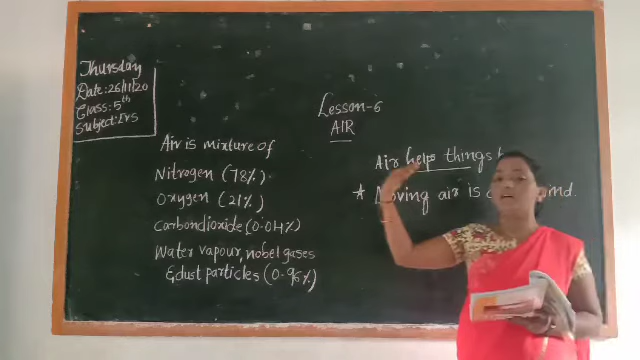 Thursday
Date: 26/11/20
Class: 5th
Subject: EVS
Lesson-6
AIR
Air is mixture of
Nitrogen (78%).
Oxygen (21%)
Carbondioxide (0.04%)
Water vapour, nobel gases
& dust particles (0.96%)
Air helps things
★ Moving air is